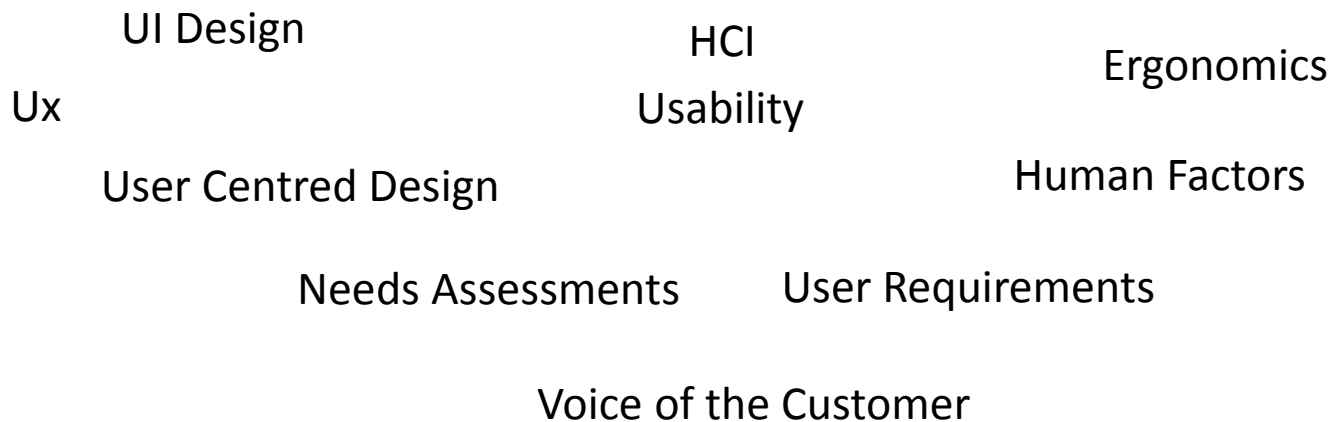 UI Design
HCI
Ergonomics
Ux
Usability
User Centred Design
Human Factors
Needs Assessments
User Requirements
Voice of the Customer